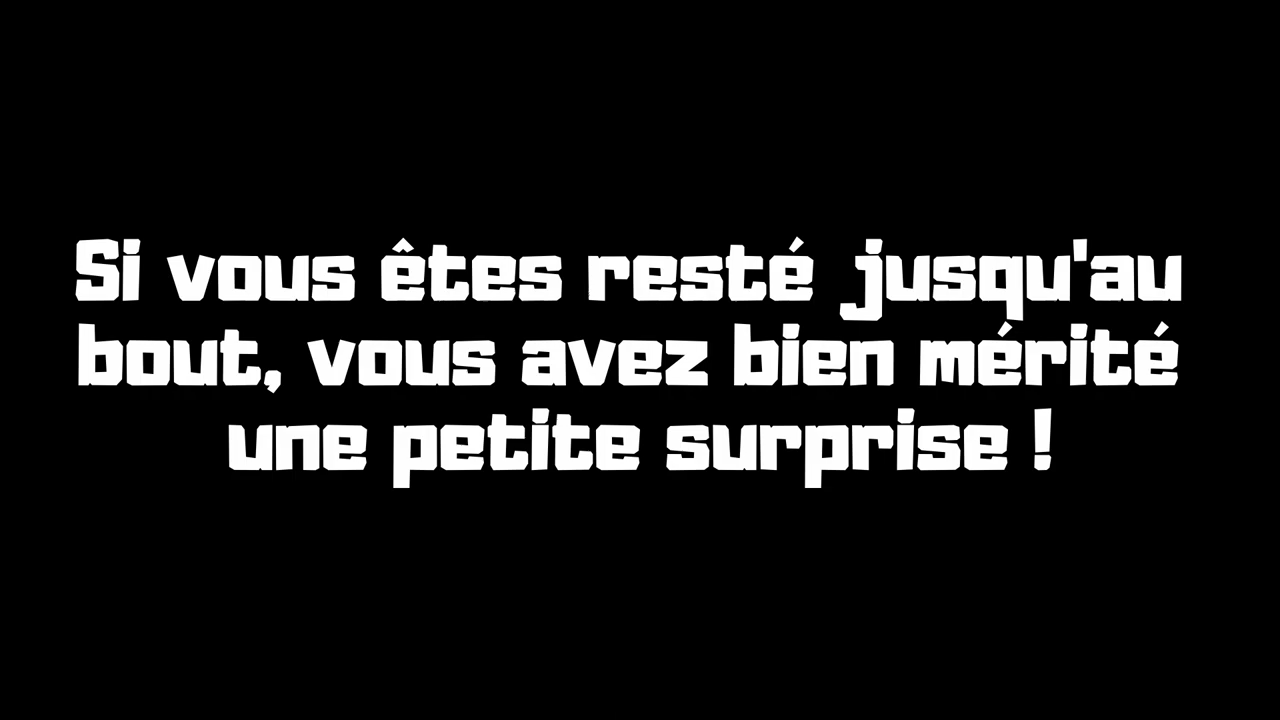 Si vous êtes resté jusqu'au
bout, vous avez bien mérité
une petite surprise !